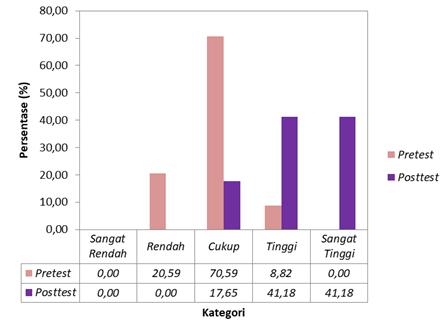 80,00
70,00
60,00
50,00
40,00
30,00
20,00
10,00
0,00
Persentase (%)
Sangat Rendah Rendah Cukup Tinggi Sangat Tinggi
Pretest 0,00 20,59 70,59 8,82 0,00
Posttest 0,00 0,00 17,65 41,18 41,18
Kategori
Pretest
Posttest